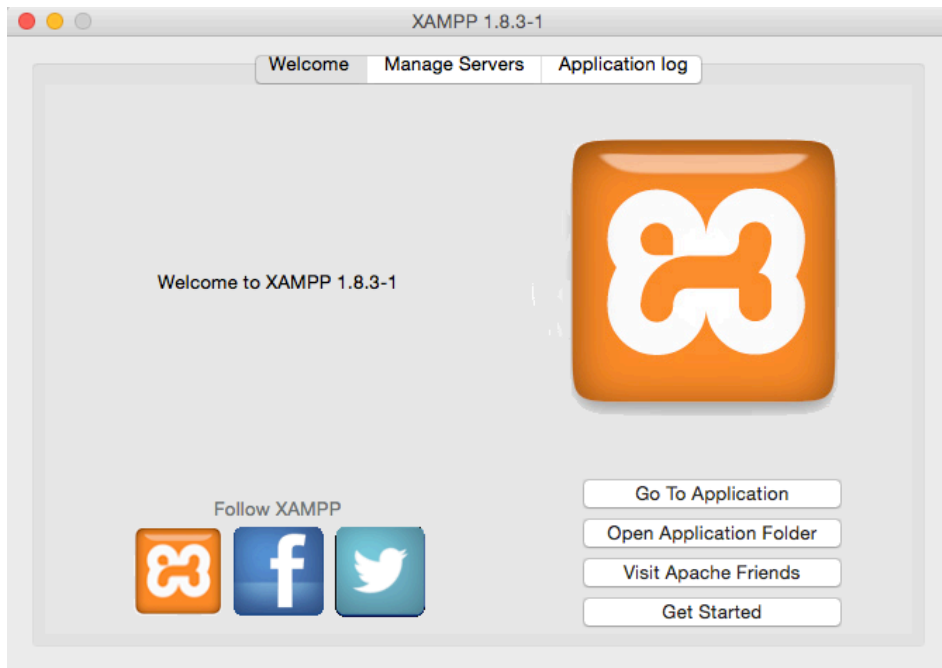 XAMPP 1.8.3-1
Welcome Manage Servers Application log
Welcome to XAMPP 1.8.3-1
Follow XAMPP
Go To Application
Open Application Folder
Visit Apache Friends
Get Started